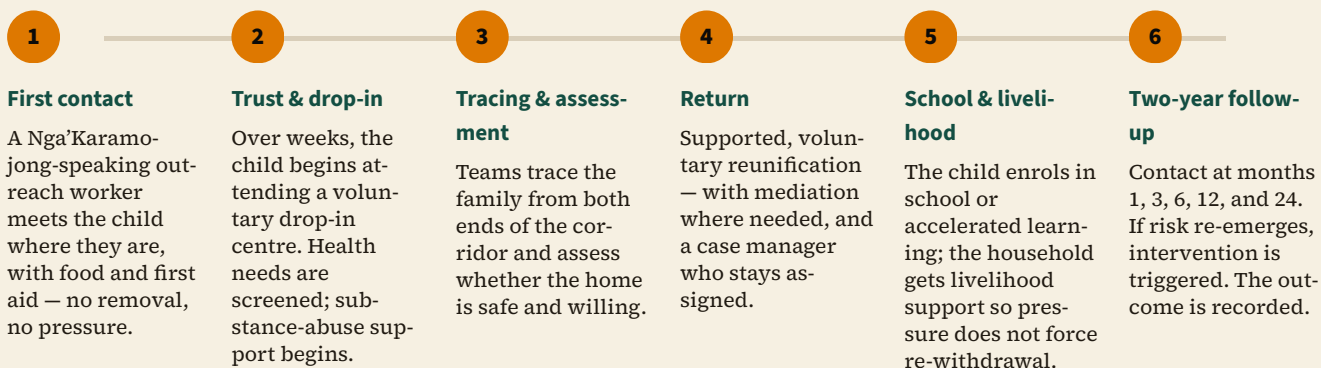 1
First contact
A Nga’Karamo-
jong-speaking out-
reach worker
meets the child
where they are,
with food and first
aid — no removal,
no pressure.
2
Trust & drop-in
Over weeks, the
child begins at-
tending a volun-
tary drop-in
centre. Health
needs are
screened; sub-
stance-abuse sup-
port begins.
3
Tracing & assess-
ment
Teams trace the
family from both
ends of the cor-
ridor and assess
whether the home
is safe and willing.
4
Return
Supported, volun-
tary reunification
— with mediation
where needed, and
a case manager
who stays as-
signed.
5
School & liveli-
hood
The child enrols in
school or
accelerated learn-
ing; the household
gets livelihood
support so pres-
sure does not force
re-withdrawal.
6
Two-year follow-
up
Contact at months
1, 3, 6, 12, and 24.
If risk re-emerges,
intervention is
triggered. The out-
come is recorded.